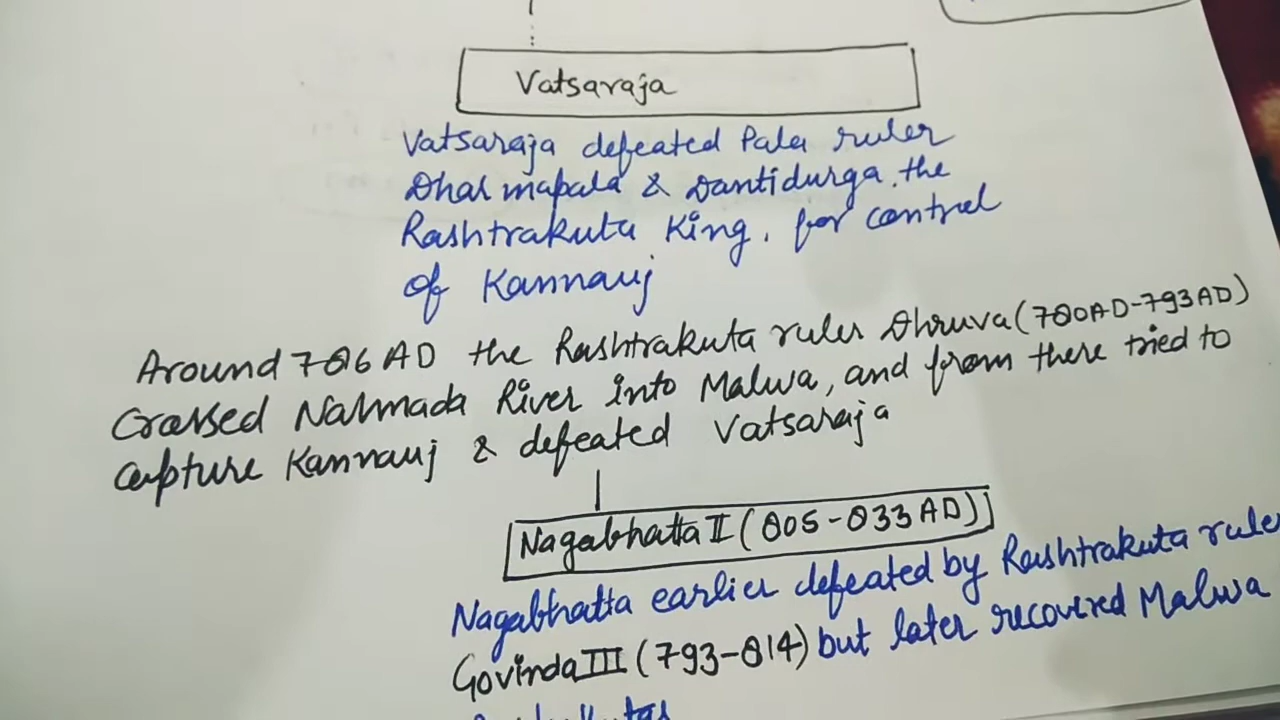 Vatsaraja
Vatsaraja defeated Pala ruler
Dharmapala & Dantidurga, the
Rashtrakuta King, for control
of Kannauj
Around 786 AD the Rashtrakuta ruler Dhruva (780AD-793AD)
crossed Narmada River into Malwa, and from there tried to
capture Kannauj & defeated Vatsaraja
Nagabhatta II (805-833 AD)
Nagabhatta earlier defeated by Rashtrakuta ruler
Govinda III (793-814) but later recovered Malwa